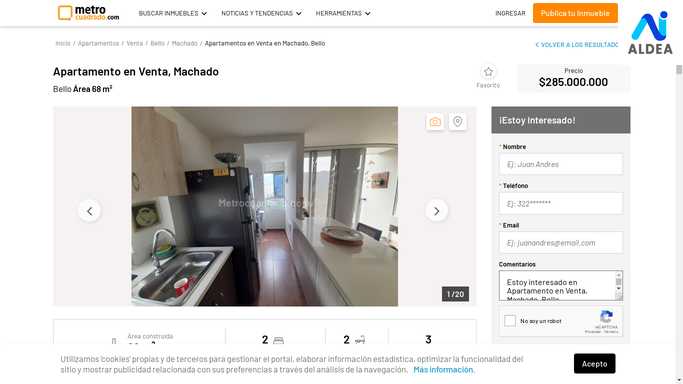 metro
cuadrado.com
BUSCAR INMUEBLES
NOTICIAS Y TENDENCIAS
HERRAMIENTAS
INGRESAR
Publica tu Inmueble
ALDEA
Inicio / Apartamentos / Venta / Bello / Machado / Apartamentos en Venta en Machado, Bello
< VOLVER A LOS RESULTADO
Apartamento en Venta, Machado
Bello Área 68 m²
Favorito
Precio
$285.000.000
1 / 20
¡Estoy Interesado!
* Nombre
Ej: Juan Andres
* Teléfono
Ej: 322*******
* Email
Ej: juanandres@email.com
Comentarios
Estoy interesado en
Apartamento en Venta,
Machado, Bello
No soy un robot
reCAPTCHA
Privacidad - Términos
Área construida
2
2
3
Utilizamos 'cookies' propias y de terceros para gestionar el portal, elaborar información estadística, optimizar la funcionalidad del
sitio y mostrar publicidad relacionada con sus preferencias a través del análisis de la navegación. Más información.
Acepto